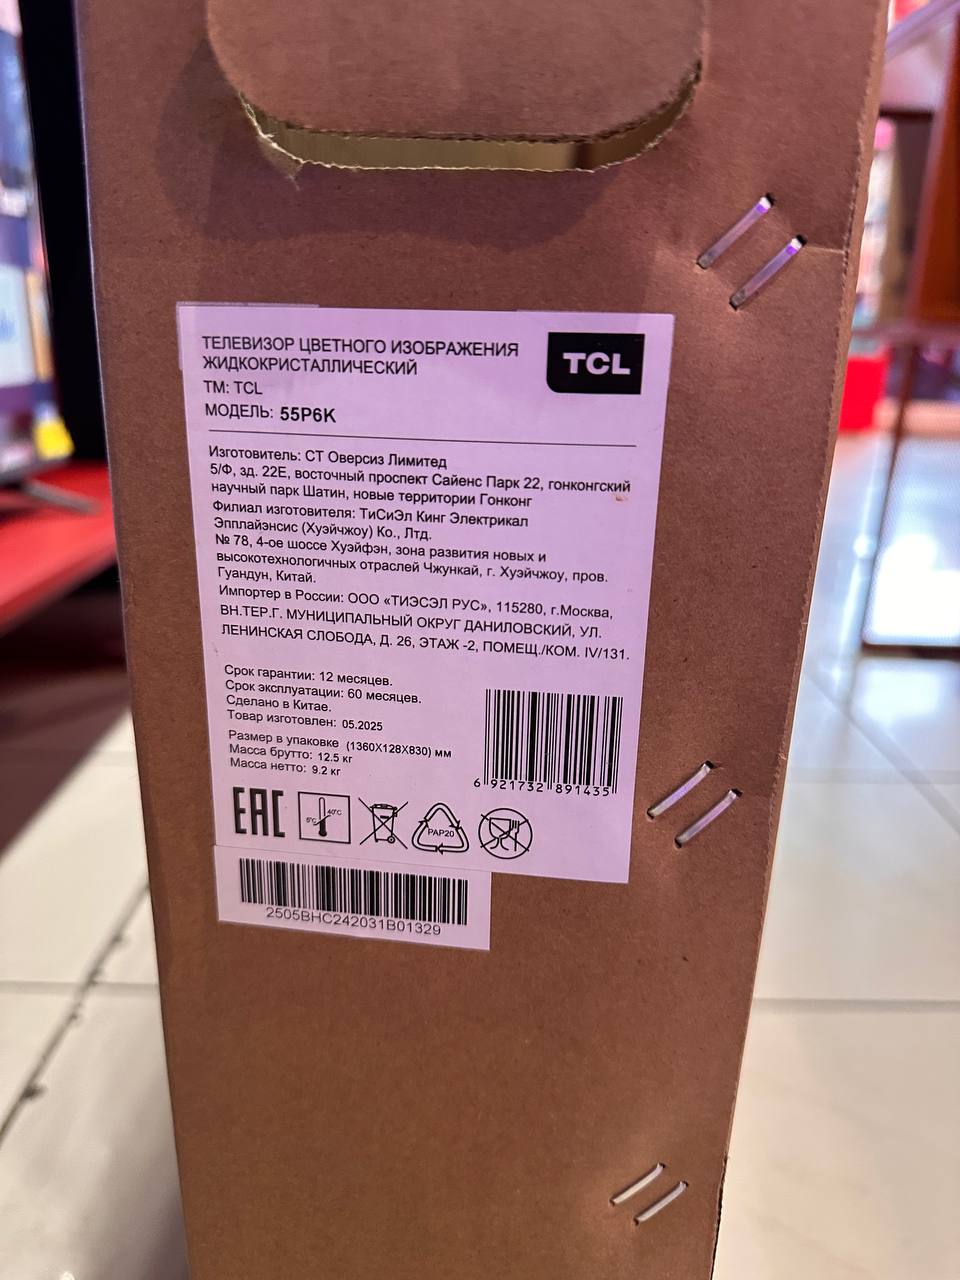 ТЕЛЕВИЗОР ЦВЕТНОГО ИЗОБРАЖЕНИЯ
ЖИДКОКРИСТАЛЛИЧЕСКИЙ
TCL
ТМ: TCL
МОДЕЛЬ: 55P6K
Изготовитель: СТ Оверсиз Лимитед
5/Ф, зд. 22Е, восточный проспект Сайенс Парк 22, гонконгский
научный парк Шатин, новые территории Гонконг
Филиал изготовителя: ТиСиЭл Кинг Электрикал
Эпплайэнсис (Хуэйчжоу) Ко., Лтд.
№ 78, 4-ое шоссе Хуэйфэн, зона развития новых и
высокотехнологичных отраслей Чжункай, г. Хуэйчжоу, пров.
Гуандун, Китай.
Импортер в России: ООО «ТИЭСЭЛ РУС», 115280, г.Москва,
ВН.ТЕР.Г. МУНИЦИПАЛЬНЫЙ ОКРУГ ДАНИЛОВСКИЙ, УЛ.
ЛЕНИНСКАЯ СЛОБОДА, Д. 26, ЭТАЖ -2, ПОМЕЩ./КОМ. IV/131.
Срок гарантии: 12 месяцев.
Срок эксплуатации: 60 месяцев.
Сделано в Китае.
Товар изготовлен: 05.2025
Размер в упаковке (1360X128X830) мм
Масса брутто: 12.5 кг
Масса нетто: 9.2 кг
6 921732 891435
EAC
5°C 40°C
PAP20
2505BHC242031B01329